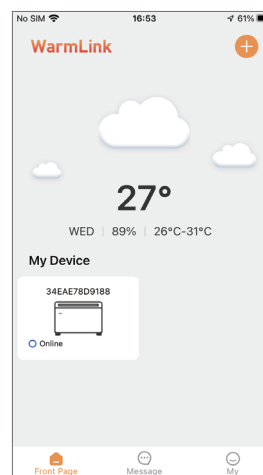 No SIM 16:53 61%
WarmLink
27°
WED | 89% | 26°C-31°C
My Device
34EAE78D9188
Online
Front Page Message My